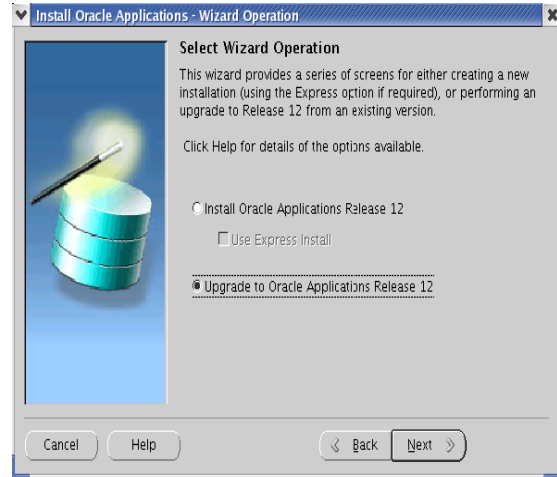 Install Oracle Applications - Wizard Operation
Select Wizard Operation
This wizard provides a series of screens for either creating a new
installation (using the Express option if required), or performing an
upgrade to Release 12 from an existing version.
Click Help for details of the options available.
Install Oracle Applications Release 12
Use Express Install
Upgrade to Oracle Applications Release 12
Cancel
Help
Back
Next